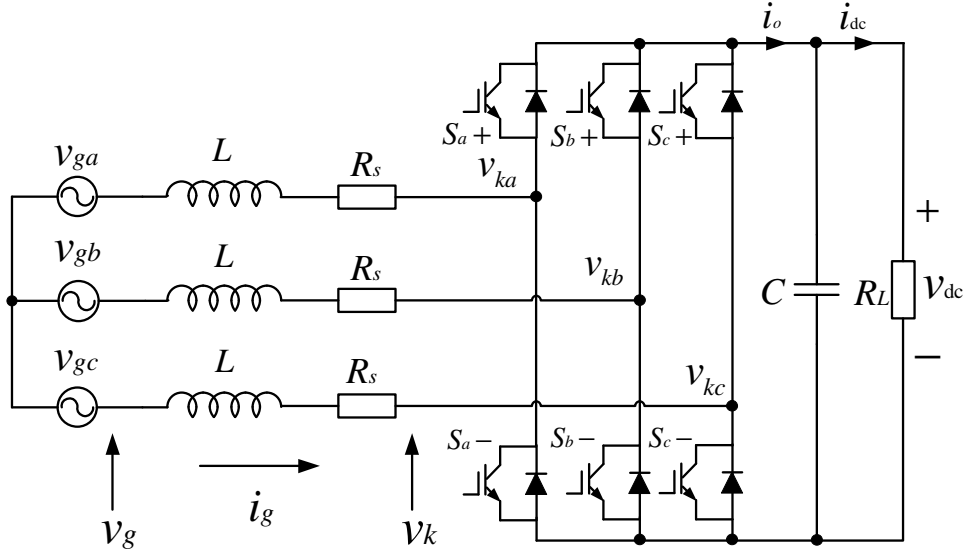 i_o i_dc
S_a+ S_b+ S_c+
v_ga L R_s v_ka
v_gb L R_s v_kb
C R_L v_dc + −
v_gc L R_s v_kc
S_a− S_b− S_c−
v_g i_g v_k